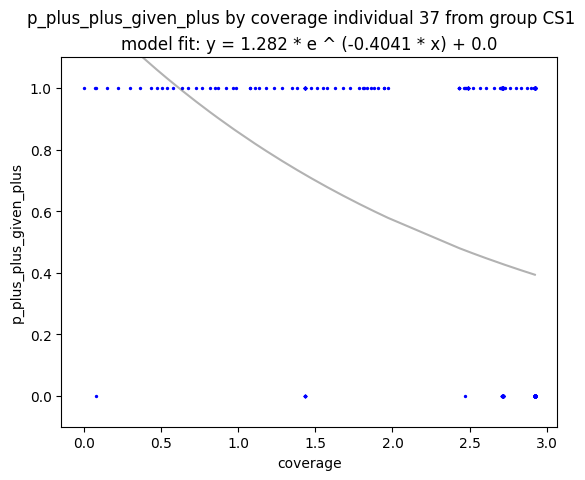 p_plus_plus_given_plus by coverage individual 37 from group CS1
model fit: y = 1.282 * e ^ (-0.4041 * x) + 0.0
1.0
0.8
0.6
0.4
0.2
0.0
p_plus_plus_given_plus
0.0 0.5 1.0 1.5 2.0 2.5 3.0
coverage